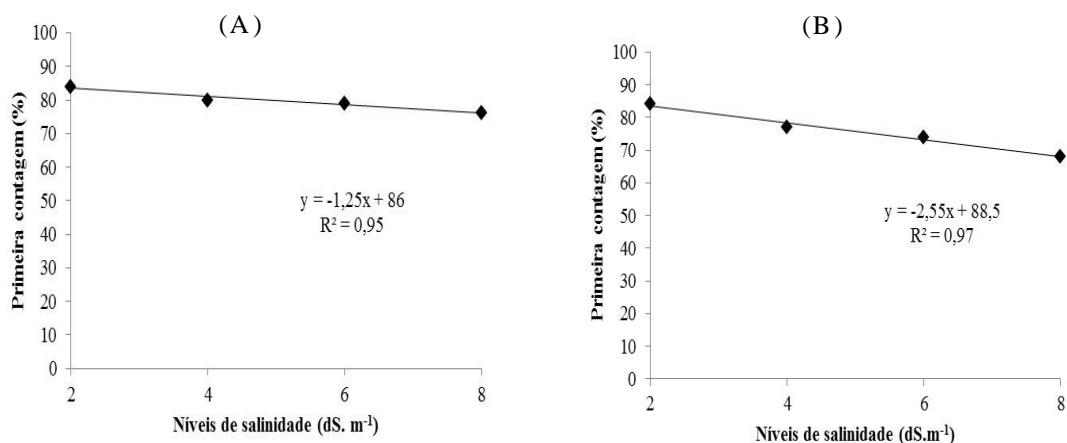 (A)
100
90
80
70
60
50
40
30
20
10
0
Primeira contagem (%)
y = -1,25x + 86
R² = 0,95
2 4 6 8
Níveis de salinidade (dS. m⁻¹)
(B)
100
90
80
70
60
50
40
30
20
10
0
Primeira contagem (%)
y = -2,55x + 88,5
R² = 0,97
2 4 6 8
Níveis de salinidade (dS.m⁻¹)